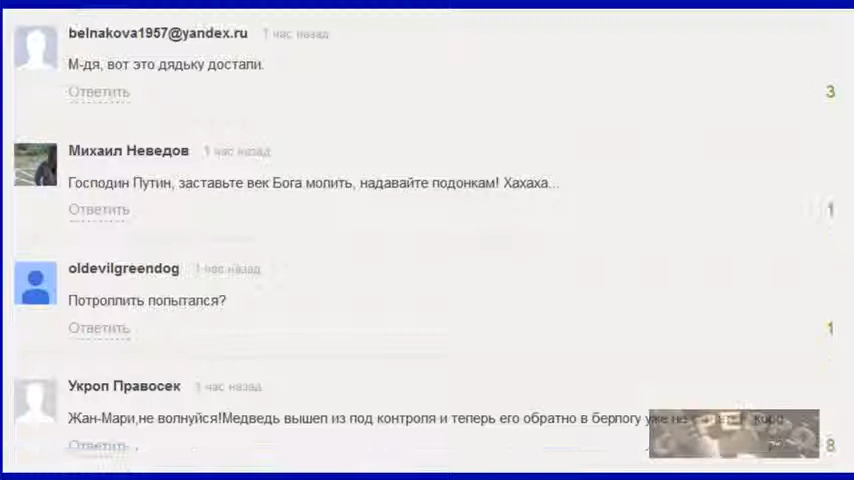 belnakova1957@yandex.ru 1 час назад
М-дя, вот это дядьку достали.
Ответить
3
Михаил Неведов 1 час назад
Господин Путин, заставьте век Бога молить, надавайте подонкам! Хахаха...
Ответить
1
oldevilgreendog 1 час назад
Потроллить попытался?
Ответить
1
Укроп Правосек 1 час назад
Жан-Мари,не волнуйся!Медведь вышел из под контроля и теперь его обратно в берлогу уже не
Ответить
8